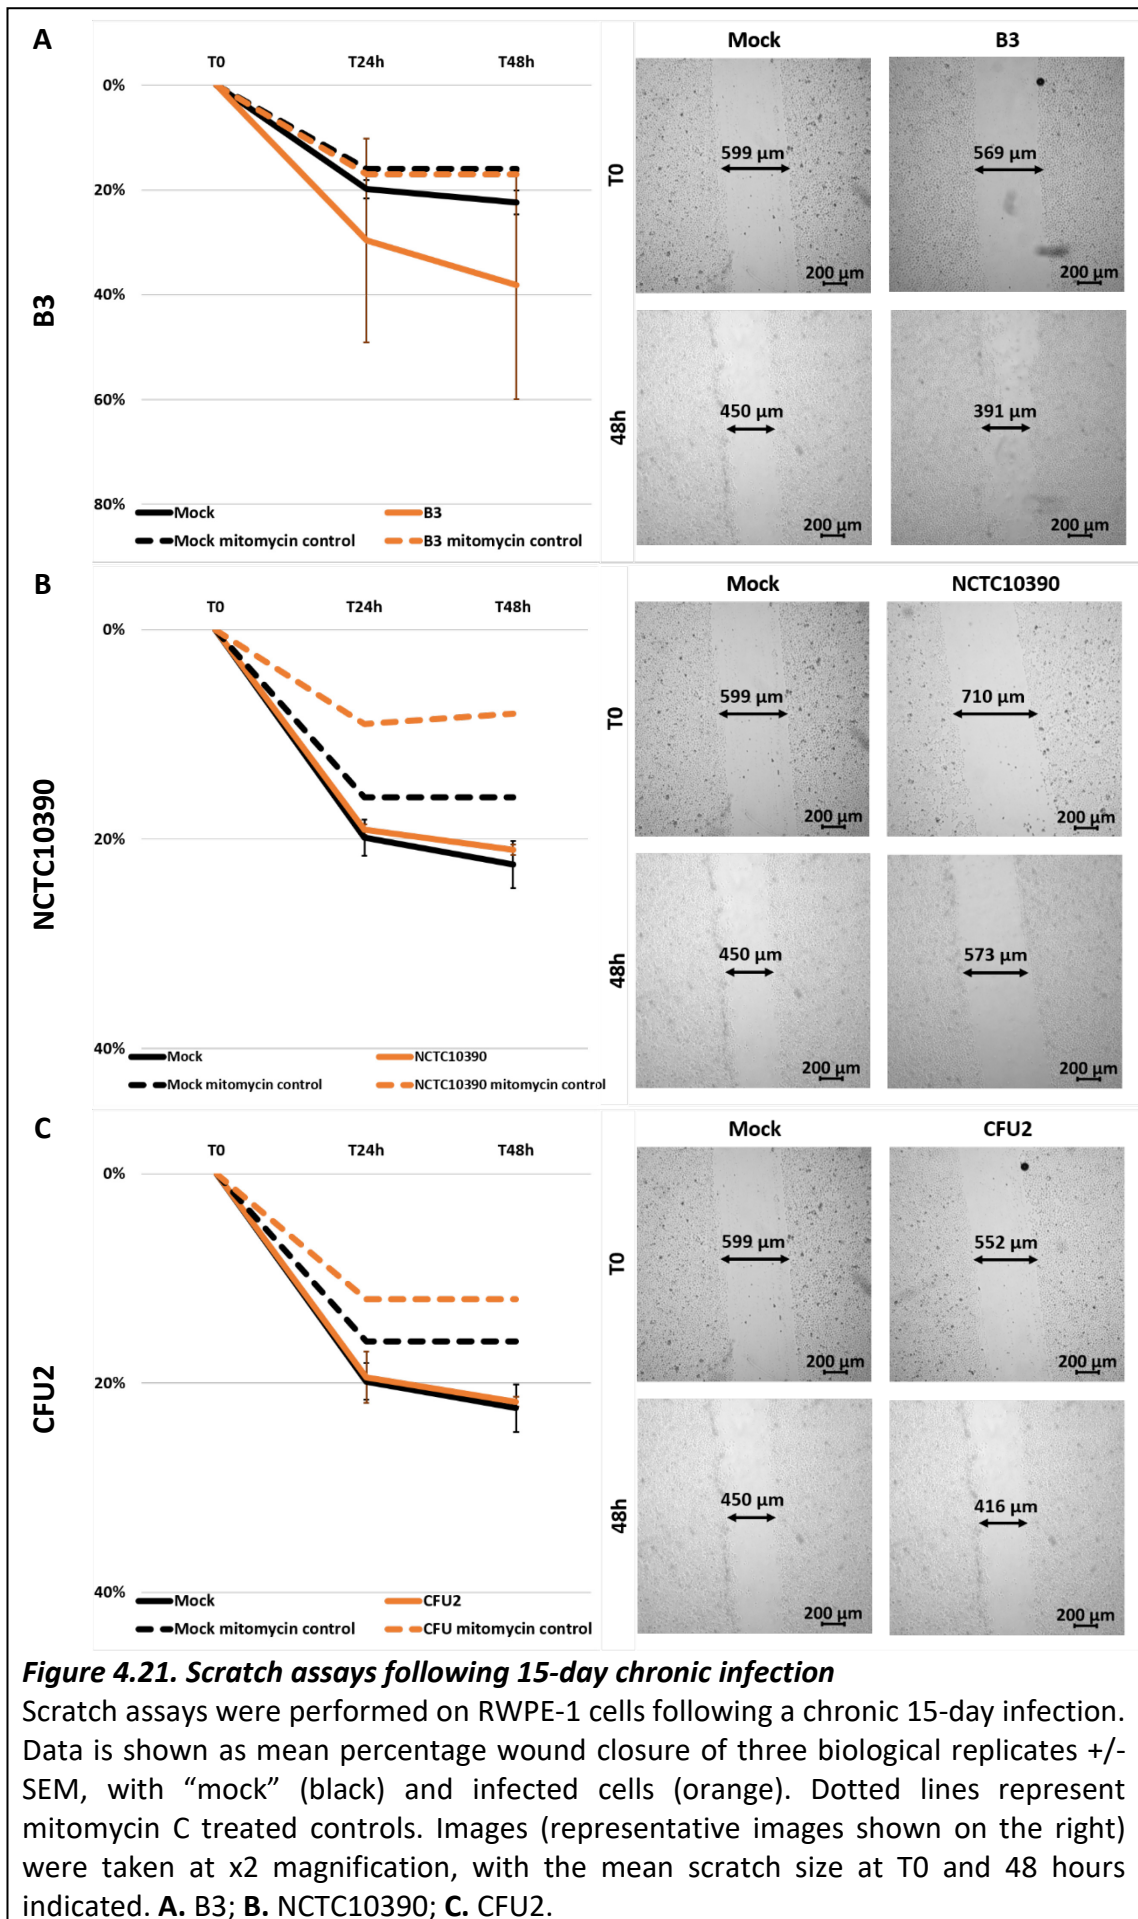 A
T0 T24h T48h
0%
20%
40%
60%
80%
B3
Mock B3
Mock mitomycin control B3 mitomycin control
Mock B3
T0
599 µm 569 µm
200 µm 200 µm
48h
450 µm 391 µm
200 µm 200 µm
B
T0 T24h T48h
0%
20%
40%
NCTC10390
Mock NCTC10390
Mock mitomycin control NCTC10390 mitomycin control
Mock NCTC10390
T0
599 µm 710 µm
200 µm 200 µm
48h
450 µm 573 µm
200 µm 200 µm
C
T0 T24h T48h
0%
20%
40%
CFU2
Mock CFU2
Mock mitomycin control CFU mitomycin control
Mock CFU2
T0
599 µm 552 µm
200 µm 200 µm
48h
450 µm 416 µm
200 µm 200 µm
Figure 4.21. Scratch assays following 15-day chronic infection
Scratch assays were performed on RWPE-1 cells following a chronic 15-day infection.
Data is shown as mean percentage wound closure of three biological replicates +/-
SEM, with “mock” (black) and infected cells (orange). Dotted lines represent
mitomycin C treated controls. Images (representative images shown on the right)
were taken at x2 magnification, with the mean scratch size at T0 and 48 hours
indicated. A. B3; B. NCTC10390; C. CFU2.